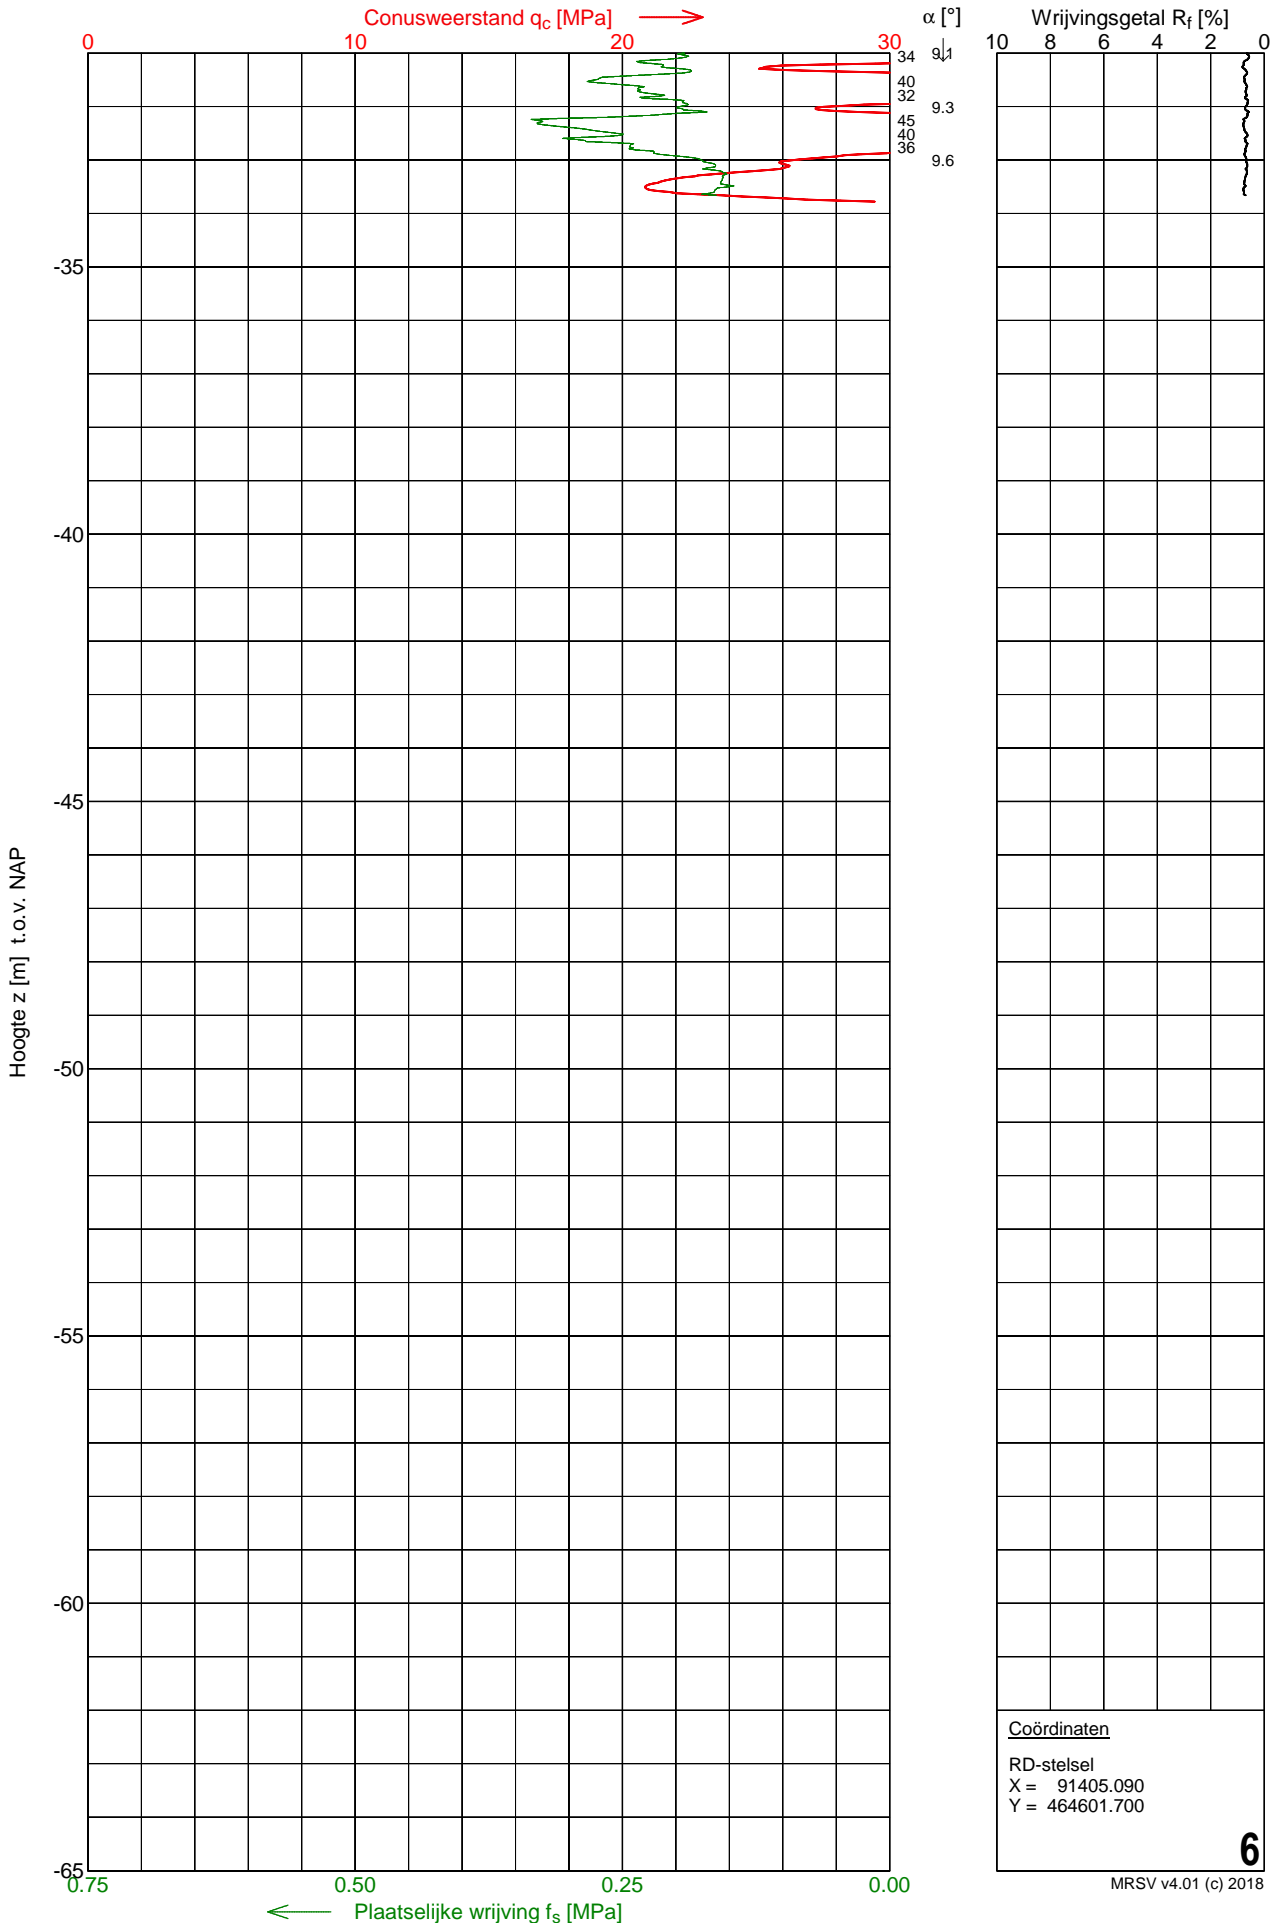 Conusweerstand qc [MPa]
α [°]
Wrijvingsgetal Rf [%]
0 10 20 30
10 8 6 4 2 0
34 9.1
40
32
9.3
45
40
36
9.6
-35
-40
-45
Hoogte z [m] t.o.v. NAP
-50
-55
-60
-65
Coördinaten
RD-stelsel
X = 91405.090
Y = 464601.700
6
0.75 0.50 0.25 0.00
MRSV v4.01 (c) 2018
Plaatselijke wrijving fs [MPa]